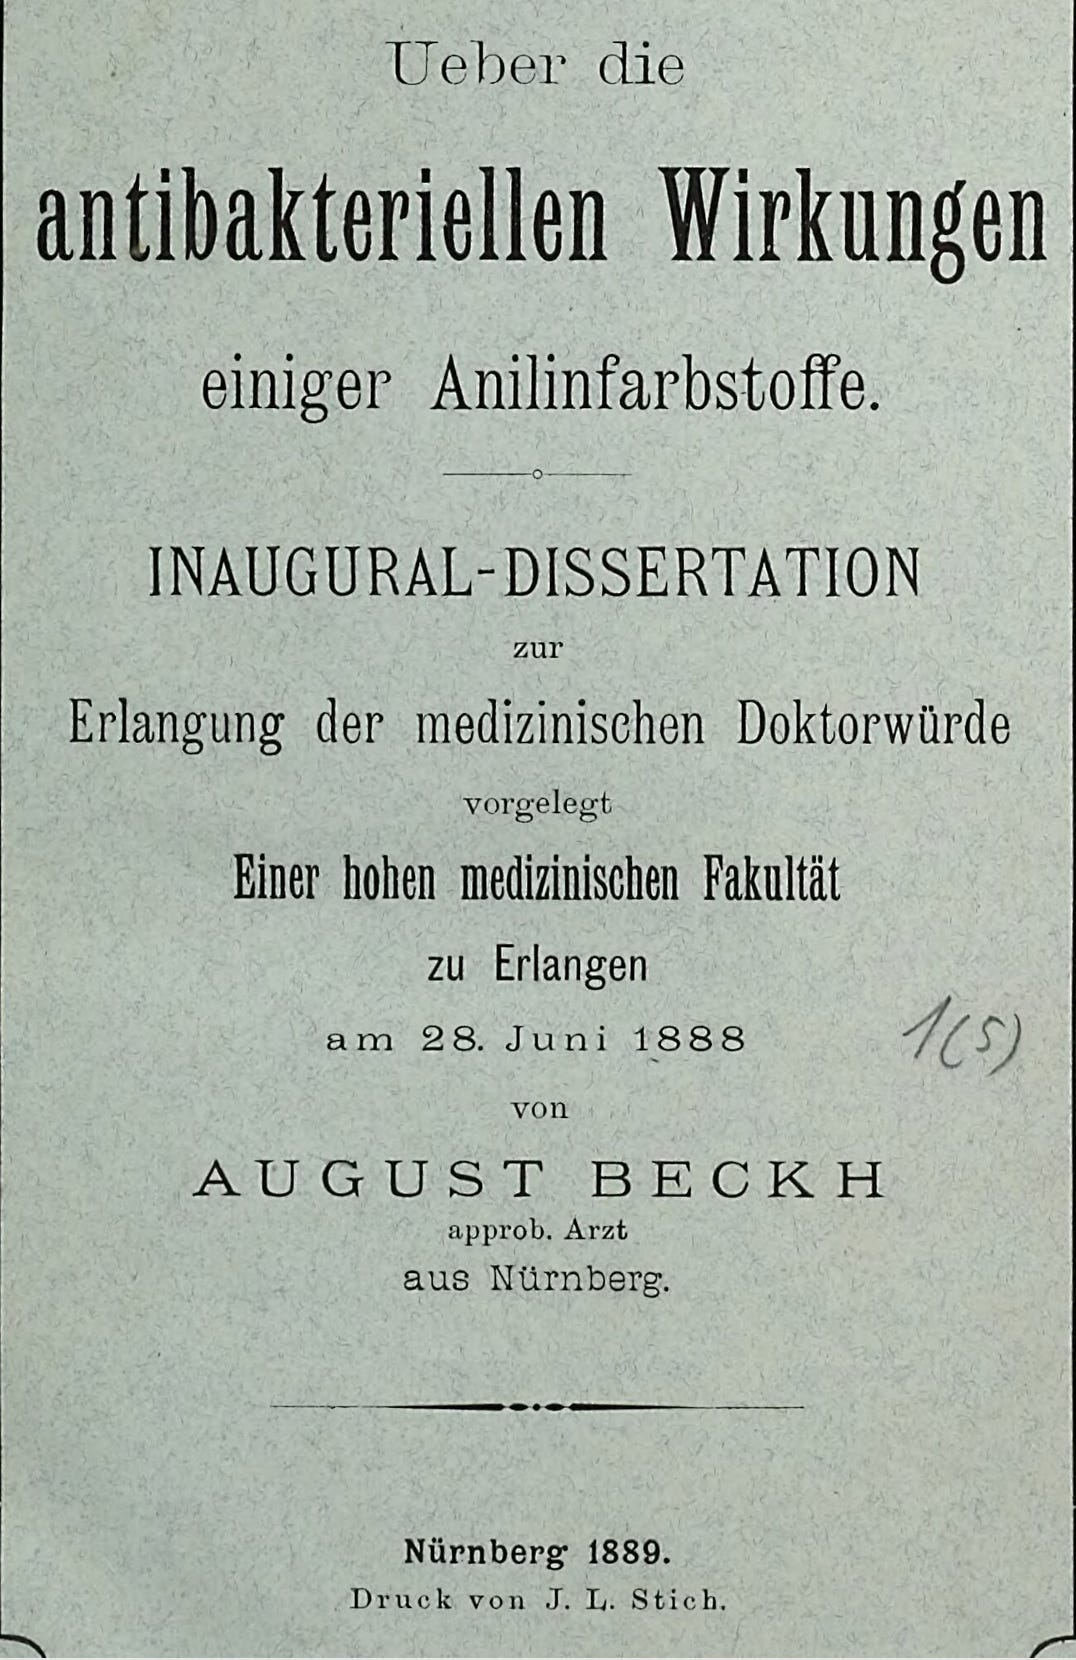 Ueber die
antibakteriellen Wirkungen
einiger Anilinfarbstoffe.
INAUGURAL-DISSERTATION
zur
Erlangung der medizinischen Doktorwürde
vorgelegt
Einer hohen medizinischen Fakultät
zu Erlangen
am 28. Juni 1888
1(5)
von
AUGUST BECKH
approb. Arzt
aus Nürnberg.
Nürnberg 1889.
Druck von J. L. Stich.